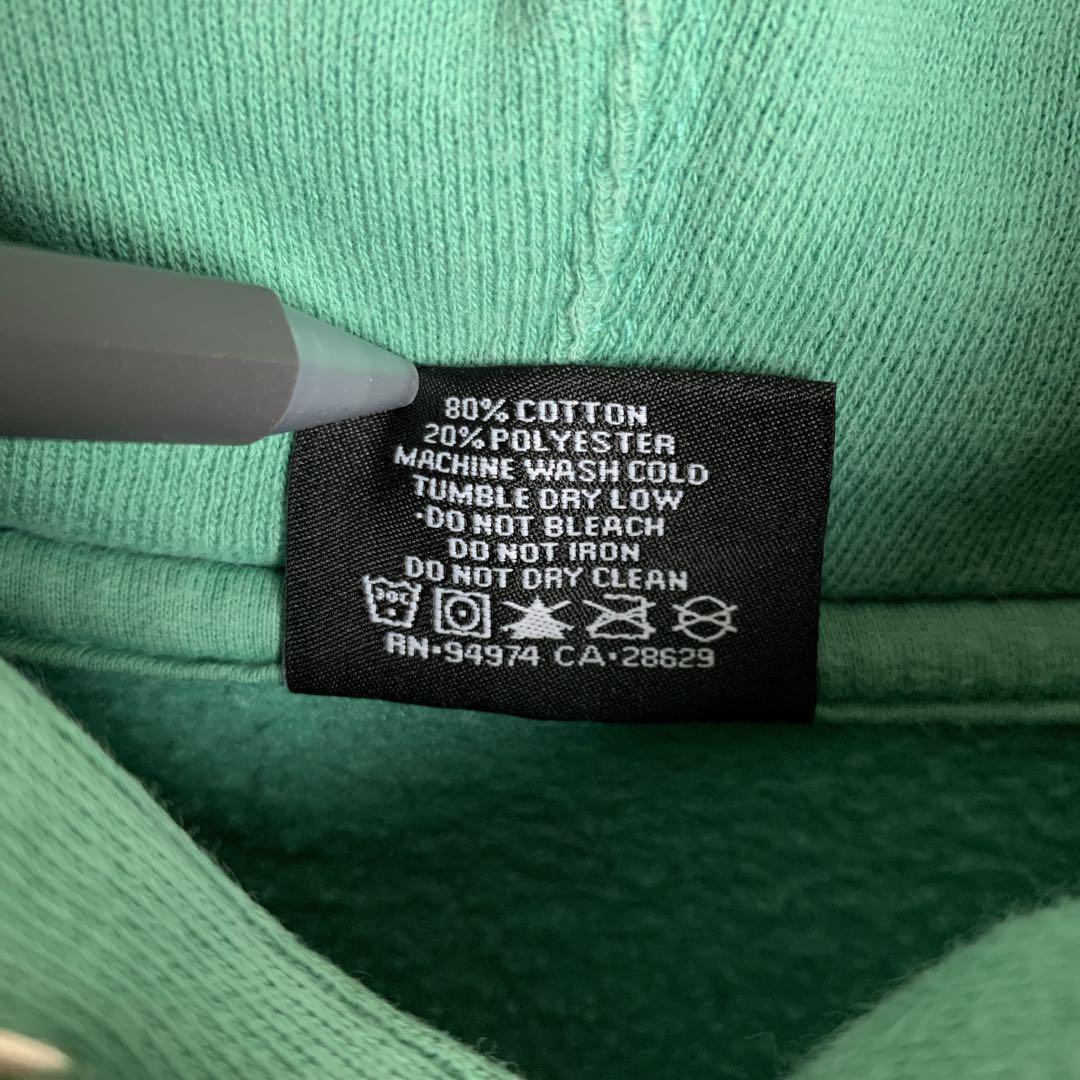 80% COTTON
20% POLYESTER
MACHINE WASH COLD
TUMBLE DRY LOW
·DO NOT BLEACH
DO NOT IRON
DO NOT DRY CLEAN
30C
RN·94974 CA·28629